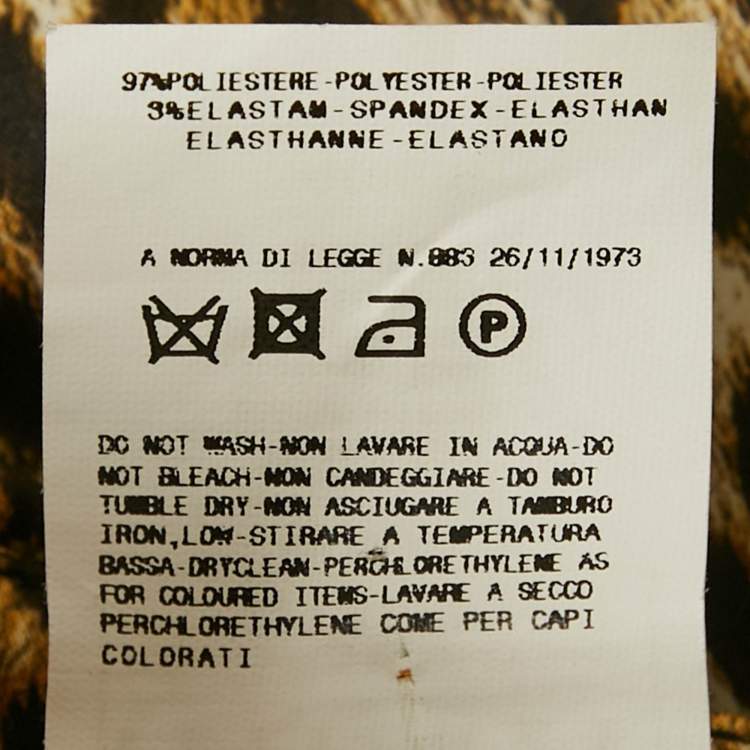 97%POLIESTERE-POLYESTER-POLIESTER
3%ELASTAM-SPANDEX-ELASTHAN
ELASTHANNE-ELASTANO
A NORMA DI LEGGE N.883 26/11/1973
P
DO NOT WASH-NON LAVARE IN ACQUA-DO
NOT BLEACH-NON CANDEGGIARE-DO NOT
TUMBLE DRY-NON ASCIUGARE A TAMBURO
IRON,LOW-STIRARE A TEMPERATURA
BASSA-DRYCLEAN-PERCHLORETHYLENE AS
FOR COLOURED ITEMS-LAVARE A SECCO
PERCHLORETHYLENE COME PER CAPI
COLORATI